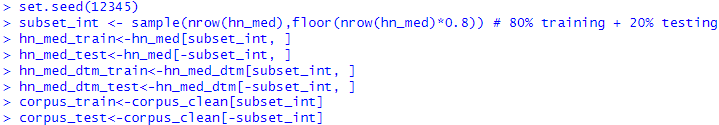 > set.seed(12345)
> subset_int <- sample(nrow(hn_med),floor(nrow(hn_med)*0.8)) # 80% training + 20% testing
> hn_med_train<-hn_med[subset_int, ]
> hn_med_test<-hn_med[-subset_int, ]
> hn_med_dtm_train<-hn_med_dtm[subset_int, ]
> hn_med_dtm_test<-hn_med_dtm[-subset_int, ]
> corpus_train<-corpus_clean[subset_int]
> corpus_test<-corpus_clean[-subset_int]